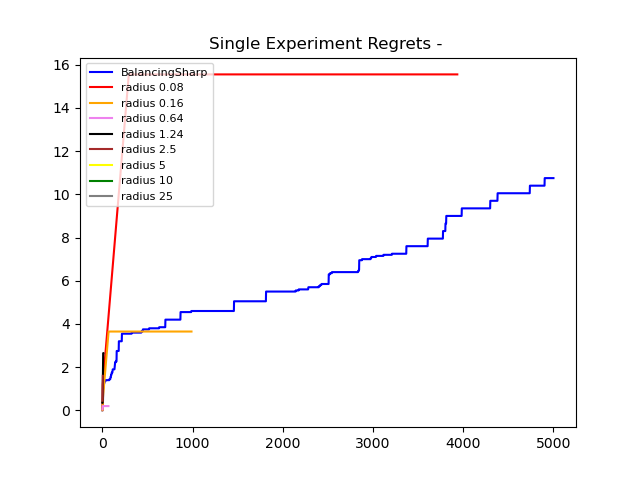 Single Experiment Regrets -
16
14
12
10
8
6
4
2
0
BalancingSharp
radius 0.08
radius 0.16
radius 0.64
radius 1.24
radius 2.5
radius 5
radius 10
radius 25
0 1000 2000 3000 4000 5000